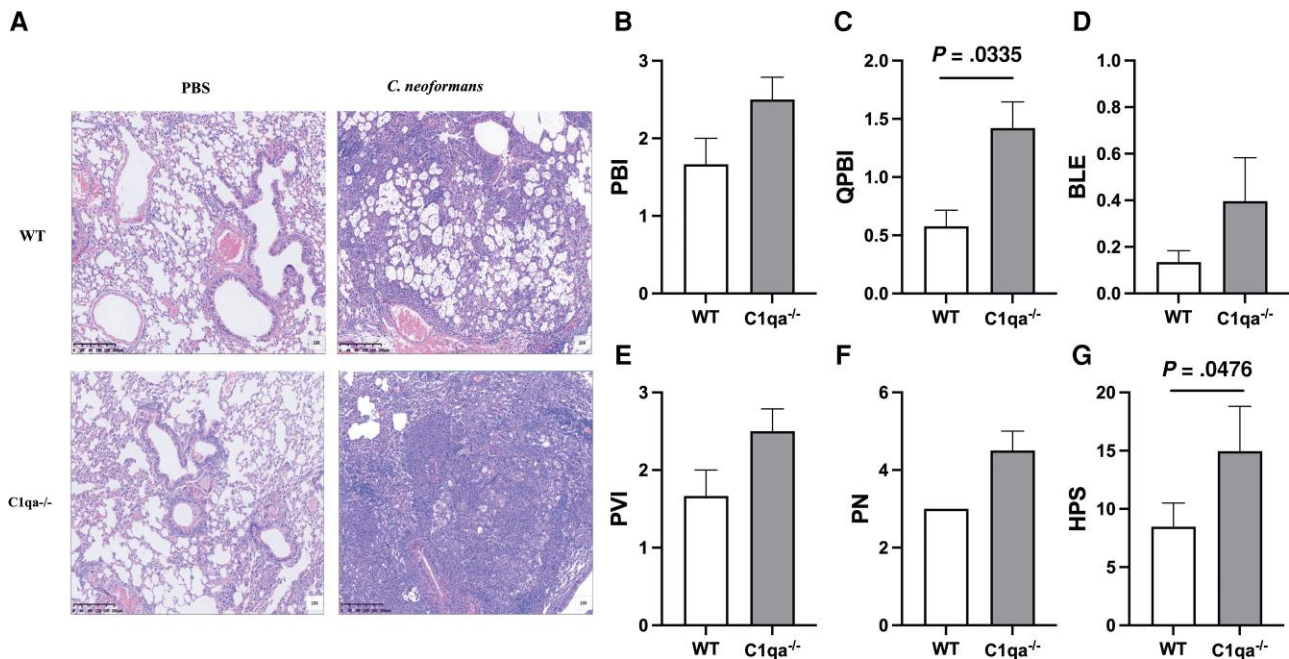 A
PBS
C. neoformans
WT
C1qa-/-
B
PBI
3
2
1
0
WT
C1qa-/-
C
P = .0335
QPBI
2.0
1.5
1.0
0.5
0.0
WT
C1qa-/-
D
BLE
1.0
0.8
0.6
0.4
0.2
0.0
WT
C1qa-/-
E
PVI
3
2
1
0
WT
C1qa-/-
F
PN
6
4
2
0
WT
C1qa-/-
G
P = .0476
HPS
20
15
10
5
0
WT
C1qa-/-